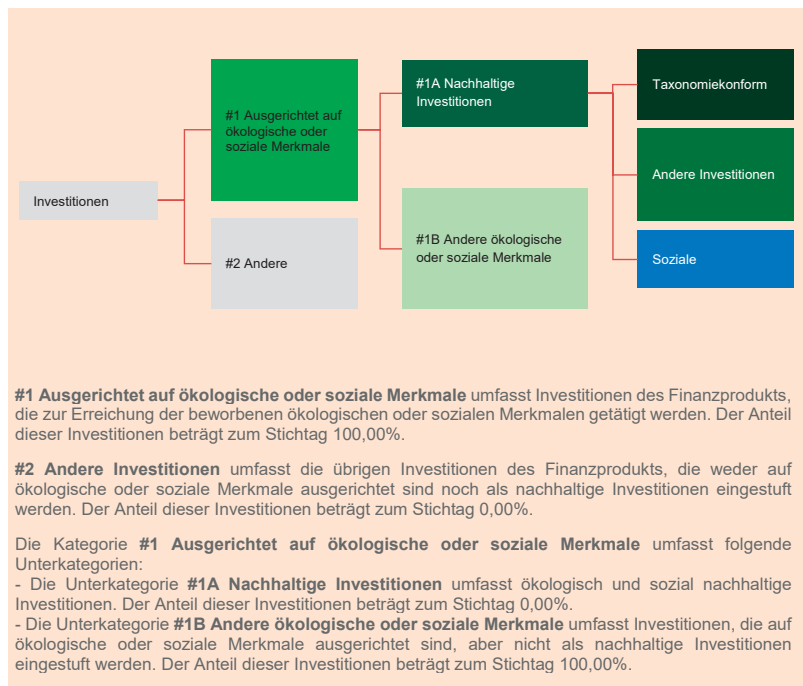 Investitionen
#1 Ausgerichtet auf
ökologische oder
soziale Merkmale
#2 Andere
#1A Nachhaltige
Investitionen
#1B Andere ökologische
oder soziale Merkmale
Taxonomiekonform
Andere Investitionen
Soziale
#1 Ausgerichtet auf ökologische oder soziale Merkmale umfasst Investitionen des Finanzprodukts,
die zur Erreichung der beworbenen ökologischen oder sozialen Merkmalen getätigt werden. Der Anteil
dieser Investitionen beträgt zum Stichtag 100,00%.
#2 Andere Investitionen umfasst die übrigen Investitionen des Finanzprodukts, die weder auf
ökologische oder soziale Merkmale ausgerichtet sind noch als nachhaltige Investitionen eingestuft
werden. Der Anteil dieser Investitionen beträgt zum Stichtag 0,00%.
Die Kategorie #1 Ausgerichtet auf ökologische oder soziale Merkmale umfasst folgende
Unterkategorien:
- Die Unterkategorie #1A Nachhaltige Investitionen umfasst ökologisch und sozial nachhaltige
Investitionen. Der Anteil dieser Investitionen beträgt zum Stichtag 0,00%.
- Die Unterkategorie #1B Andere ökologische oder soziale Merkmale umfasst Investitionen, die auf
ökologische oder soziale Merkmale ausgerichtet sind, aber nicht als nachhaltige Investitionen
eingestuft werden. Der Anteil dieser Investitionen beträgt zum Stichtag 100,00%.